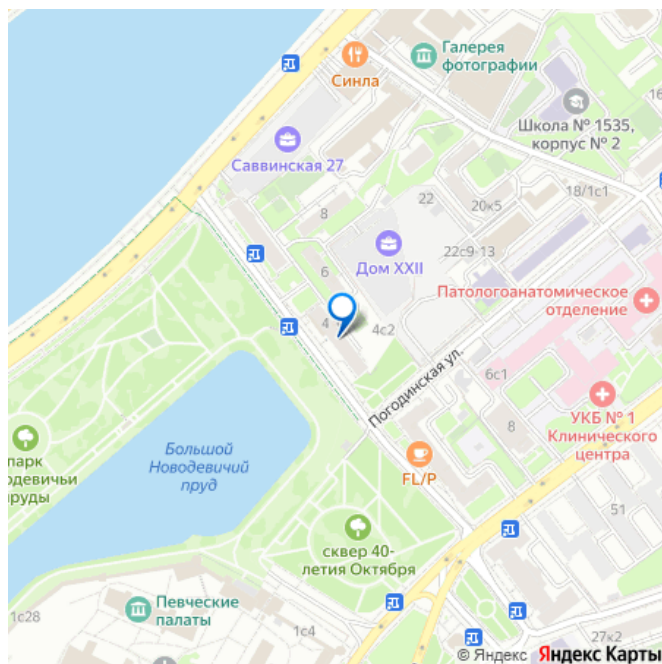 Галерея
фотографии
Синла
Школа № 1535,
корпус № 2
16
Саввинская 27
18/1с1
22
20к5
8
22с9-13
Дом XXII
6
Патологоанатомическое
отделение
4
4с2
Погодинская ул.
6с1
УКБ № 1
Клинического
центра
8
Большой
Новодевичий
пруд
парк
одевичьи
пруды
FL/P
51
сквер 40-
летия Октября
Певческие
палаты
1с28
1с4
27к2
© Яндекс Яндекс Карты